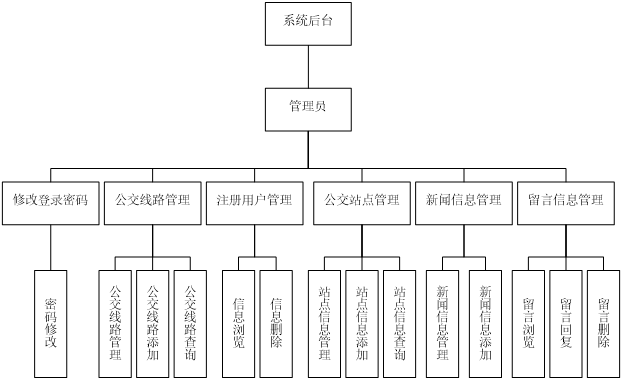 系统后台
管理员
修改登录密码
公交线路管理
注册用户管理
公交站点管理
新闻信息管理
留言信息管理
密码修改
公交线路管理
公交线路添加
公交线路查询
信息浏览
信息删除
站点信息管理
站点信息添加
站点信息查询
新闻信息管理
新闻信息添加
留言浏览
留言回复
留言删除